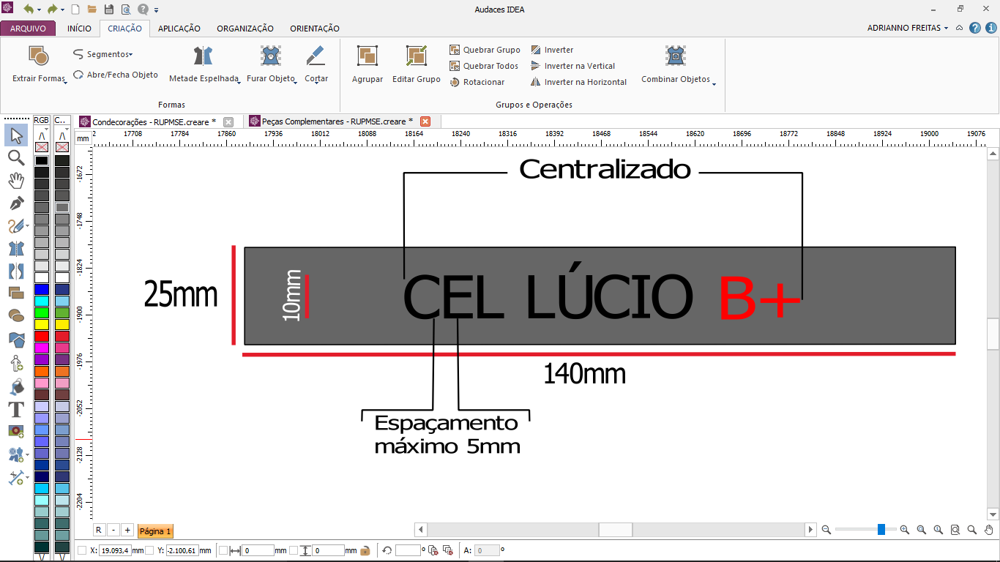 Audaces IDEA
ARQUIVO INÍCIO CRIAÇÃO APLICAÇÃO ORGANIZAÇÃO ORIENTAÇÃO ADRIANNO FREITAS
Extrair Formas
Segmentos
Abre/Fecha Objeto
Metade Espelhada
Furar Objeto
Cortar
Formas
Agrupar
Editar Grupo
Quebrar Grupo
Quebrar Todos
Rotacionar
Inverter
Inverter na Vertical
Inverter na Horizontal
Combinar Objetos
Grupos e Operações
RGB C..
Condecorações - RUPMSE.creare *
Peças Complementares - RUPMSE.creare *
mm
2 17708 17784 17860 17936 18012 18088 18164 18240 18316 18392 18468 18544 18620 18696 18772 18848 18924 19000 19076
-1672
-1748
-1824
-1900
-1976
-2052
-2128
-2204
Centralizado
25mm
10mm
CEL LÚCIO B+
140mm
Espaçamento
máximo 5mm
R - + Página 1
X: 19.093,4 mm Y: -2.100,61 mm 0 mm 0 mm º A: 0 º